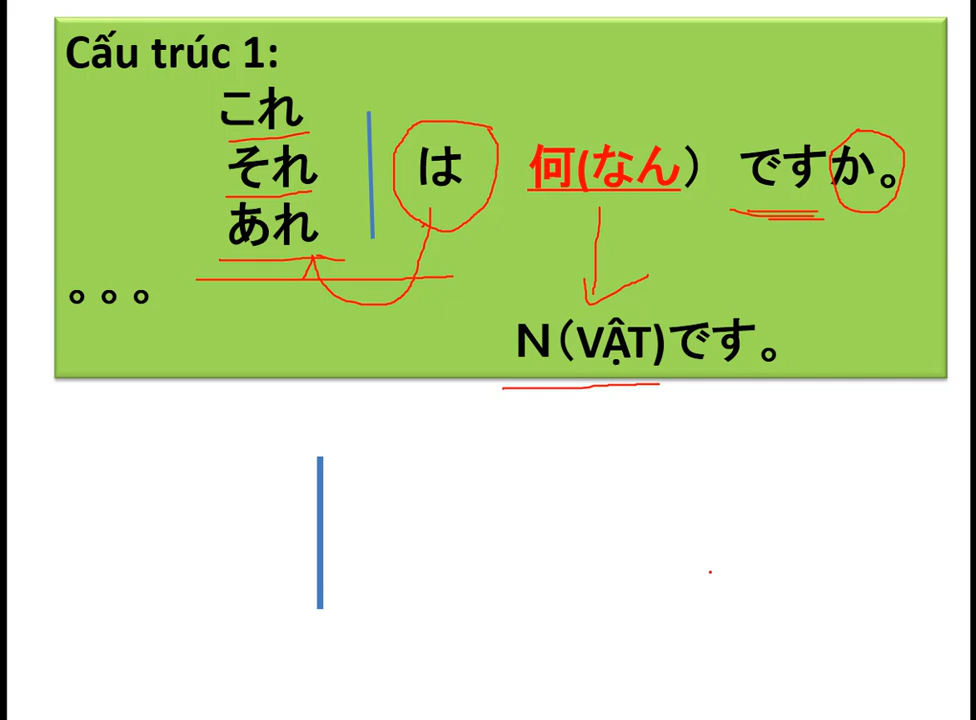 Cấu trúc 1:
これ
それ は 何(なん) ですか。
あれ
。。。
N(VẬT)です。